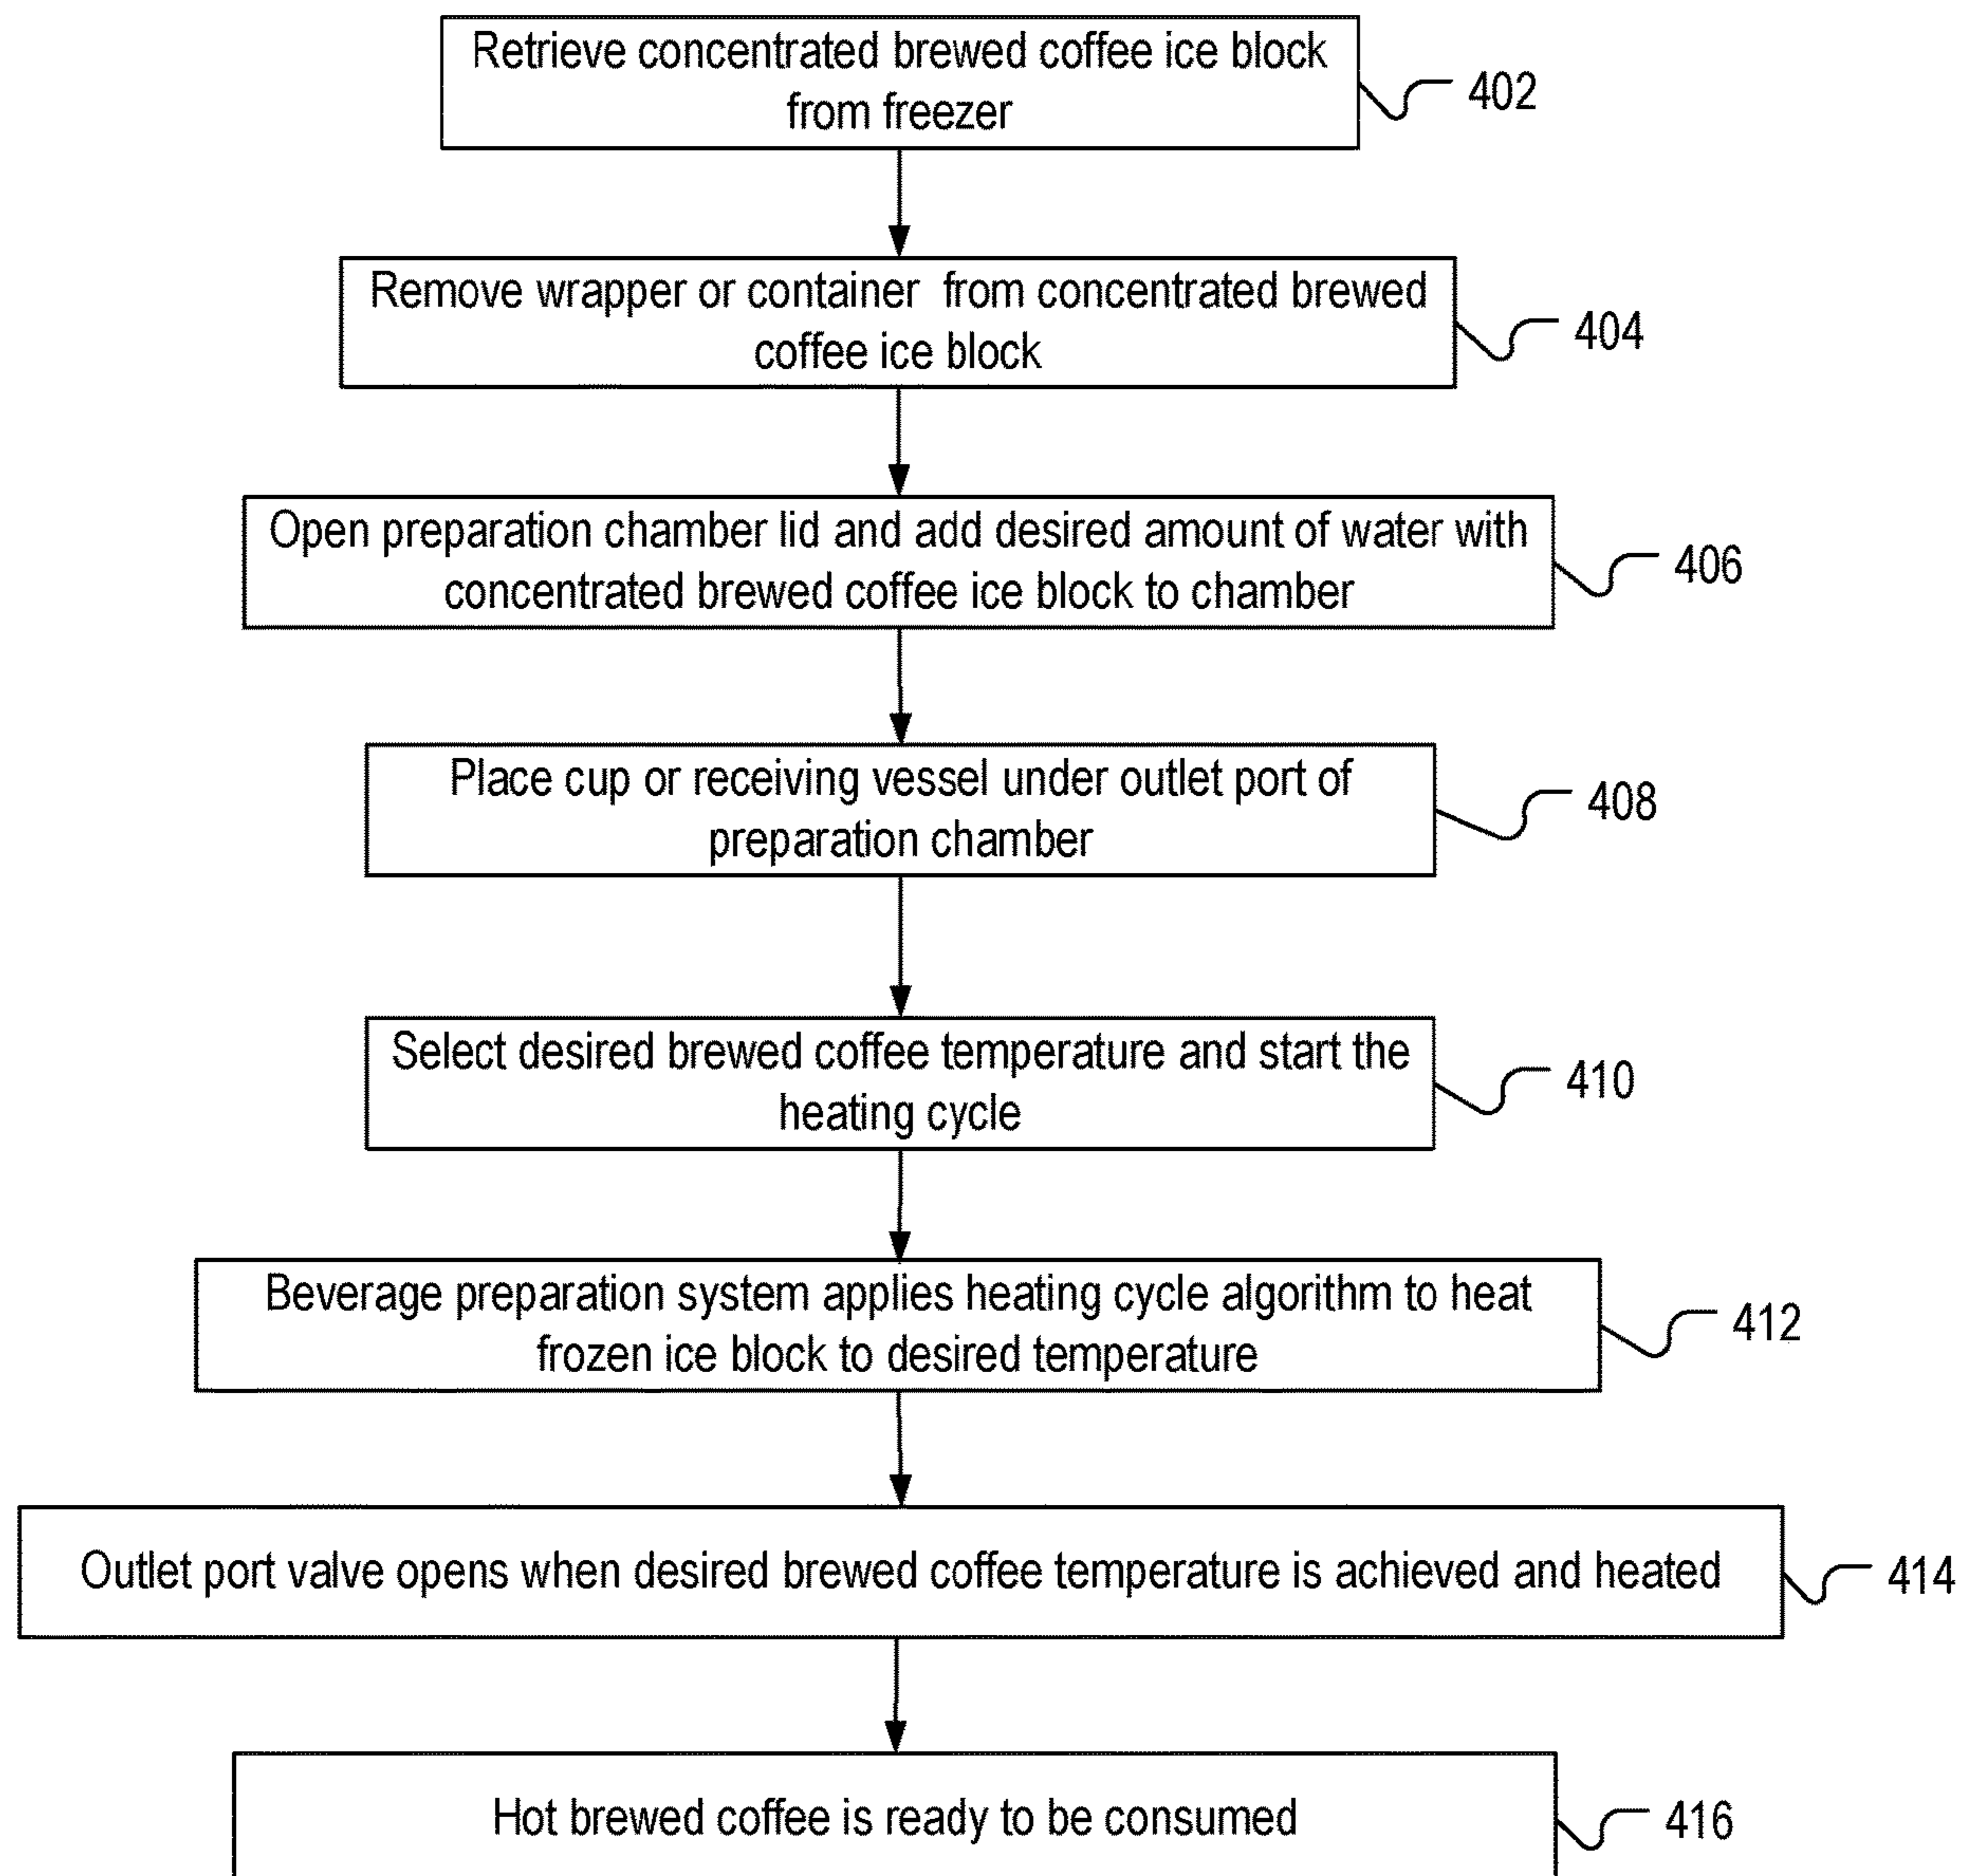 Retrieve concentrated brewed coffee ice block
from freezer
402
Remove wrapper or container from concentrated brewed
coffee ice block
404
Open preparation chamber lid and add desired amount of water with
concentrated brewed coffee ice block to chamber
406
Place cup or receiving vessel under outlet port of
preparation chamber
408
Select desired brewed coffee temperature and start the
heating cycle
410
Beverage preparation system applies heating cycle algorithm to heat
frozen ice block to desired temperature
412
Outlet port valve opens when desired brewed coffee temperature is achieved and heated
414
Hot brewed coffee is ready to be consumed
416